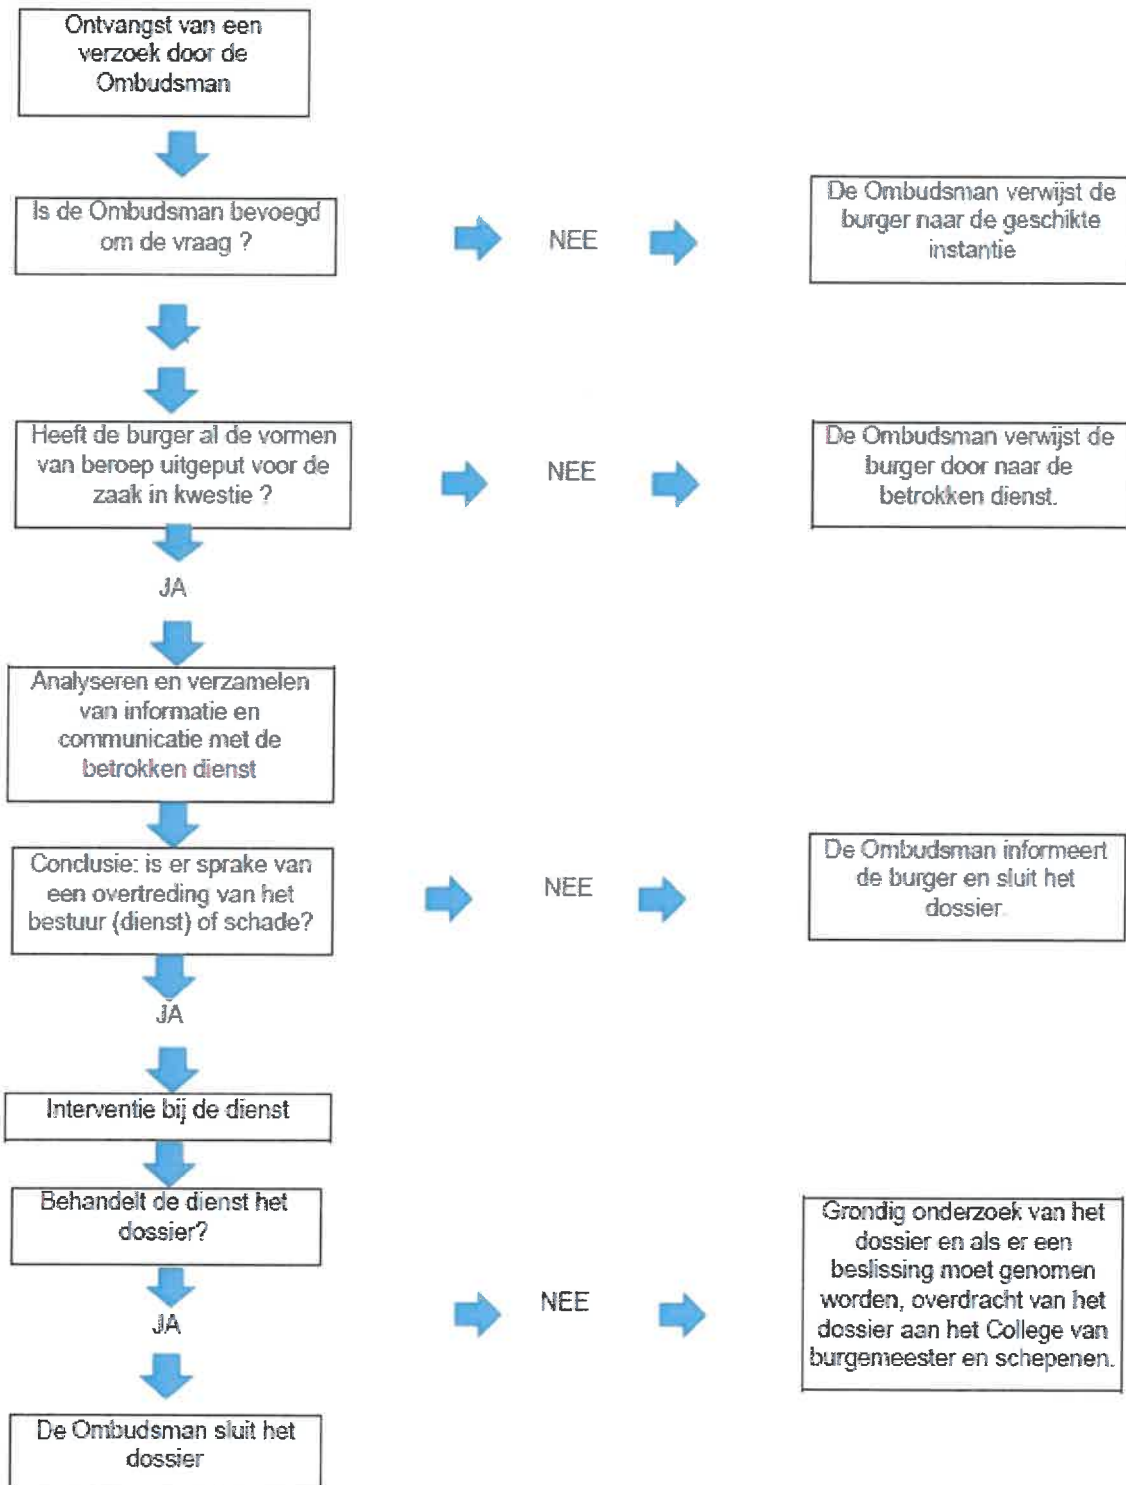 Ontvangst van een
verzoek door de
Ombudsman
Is de Ombudsman bevoegd
om de vraag ?
NEE
De Ombudsman verwijst de
burger naar de geschikte
instantie
Heeft de burger al de vormen
van beroep uitgeput voor de
zaak in kwestie ?
NEE
De Ombudsman verwijst de
burger door naar de
betrokken dienst.
JA
Analyseren en verzamelen
van informatie en
communicatie met de
betrokken dienst
Conclusie: is er sprake van
een overtreding van het
bestuur (dienst) of schade?
NEE
De Ombudsman informeert
de burger en sluit het
dossier.
JA
Interventie bij de dienst
Behandelt de dienst het
dossier?
NEE
Grondig onderzoek van het
dossier en als er een
beslissing moet genomen
worden, overdracht van het
dossier aan het College van
burgemeester en schepenen.
JA
De Ombudsman sluit het
dossier